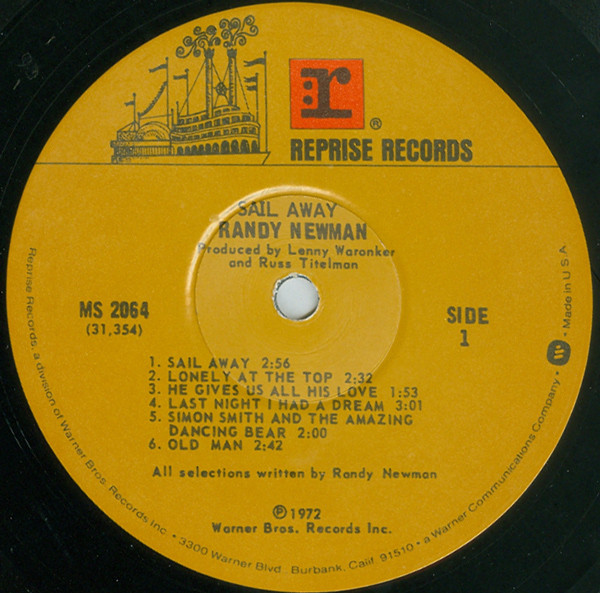 :r
®
REPRISE RECORDS
SAIL AWAY
RANDY NEWMAN
Produced by Lenny Waronker
and Russ Titelman
MS 2064
(31,354)
SIDE
1
1. SAIL AWAY 2:56
2. LONELY AT THE TOP 2:32
3. HE GIVES US ALL HIS LOVE 1:53
4. LAST NIGHT I HAD A DREAM 3:01
5. SIMON SMITH AND THE AMAZING
DANCING BEAR 2:00
6. OLD MAN 2:42
All selections written by Randy Newman
℗ 1972
Warner Bros. Records Inc.
Reprise Records, a division of Warner Bros. Records Inc. • 3300 Warner Blvd., Burbank, Calif. 91510 • a Warner Communications Company • Made in U.S.A.